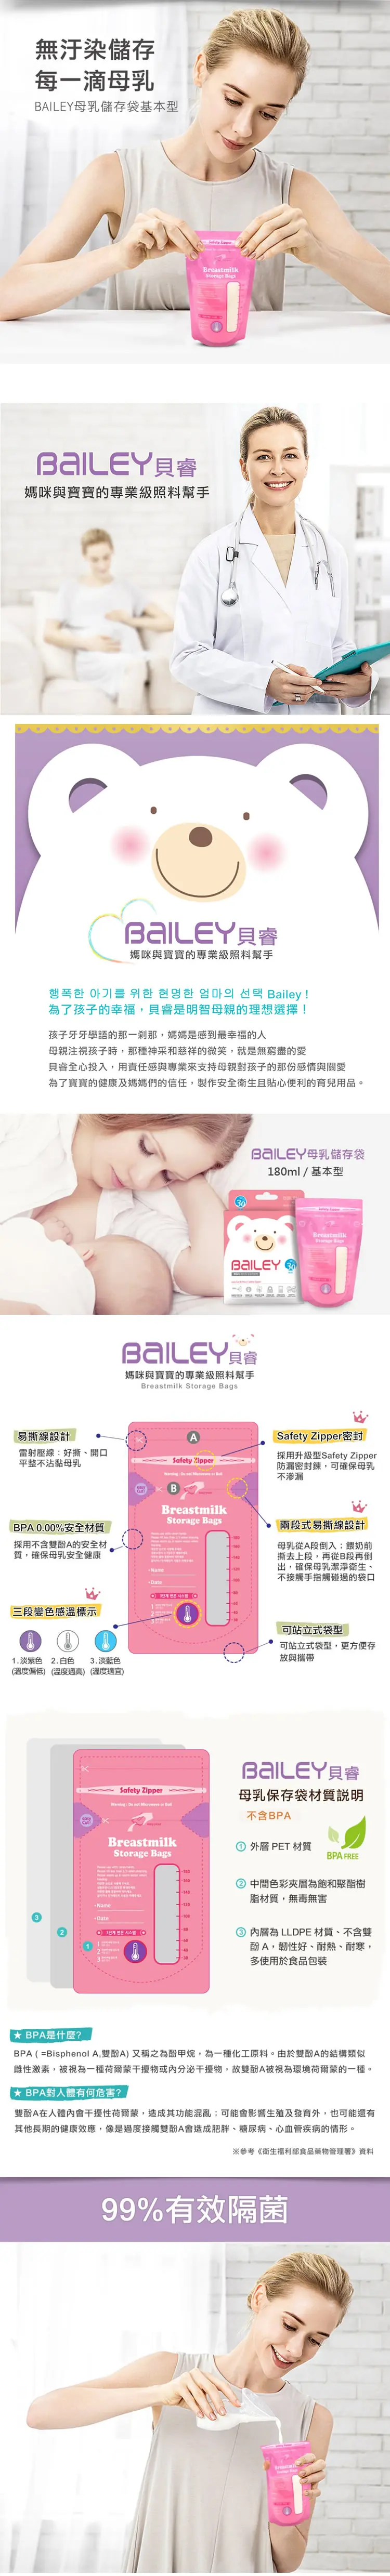 無汙染儲存
每一滴母乳
BAILEY母乳儲存袋基本型
Safety Zipper
Breastmilk
Storage Bags
BAILEY貝睿
媽咪與寶寶的專業級照料幫手
BAILEY貝睿
媽咪與寶寶的專業級照料幫手
행폭한 아기를 위한 현명한 엄마의 선택 Bailey !
為了孩子的幸福，貝睿是明智母親的理想選擇！
孩子牙牙學語的那一剎那，媽媽是感到最幸福的人
母親注視孩子時，那種神采和慈祥的微笑，就是無窮盡的愛
貝睿全心投入，用責任感與專業來支持母親對孩子的那份感情與關愛
為了寶寶的健康及媽媽們的信任，製作安全衛生且貼心便利的育兒用品。
BAILEY母乳儲存袋
180ml / 基本型
BAILEY
Breastmilk
Storage Bags
BAILEY貝睿
媽咪與寶寶的專業級照料幫手
Breastmilk Storage Bags
易撕線設計
雷射壓線：好撕、開口
平整不沾黏母乳
BPA 0.00%安全材質
採用不含雙酚A的安全材
質，確保母乳安全健康
三段變色感溫標示
1.淡紫色
(溫度偏低)
2.白色
(溫度過高)
3.淡藍色
(溫度適宜)
A
Safety Zipper
B
Breastmilk
Storage Bags
Name
Date
Safety Zipper密封
採用升級型Safety Zipper
防漏密封鍊，可確保母乳
不滲漏
兩段式易撕線設計
母乳從A段倒入；餵奶前
撕去上段，再從B段再倒
出，確保母乳潔淨衛生、
不接觸手指觸碰過的袋口
可站立式袋型
可站立式袋型，更方便存
放與攜帶
Safety Zipper
Breastmilk
Storage Bags
Name
Date
3
2
1
BAILEY貝睿
母乳保存袋材質說明
不含BPA
BPA FREE
1 外層 PET 材質
2 中間色彩夾層為飽和聚酯樹
脂材質，無毒無害
3 內層為 LLDPE 材質、不含雙
酚 A，韌性好、耐熱、耐寒，
多使用於食品包裝
★ BPA是什麼?
BPA ( =Bisphenol A,雙酚A) 又稱之為酚甲烷，為一種化工原料。由於雙酚A的結構類似
雌性激素，被視為一種荷爾蒙干擾物或內分泌干擾物，故雙酚A被視為環境荷爾蒙的一種。
★ BPA對人體有何危害?
雙酚A在人體內會干擾性荷爾蒙，造成其功能混亂；可能會影響生殖及發育外，也可能還有
其他長期的健康效應，像是過度接觸雙酚A會造成肥胖、糖尿病、心血管疾病的情形。
※參考《衛生福利部食品藥物管理署》資料
99%有效隔菌